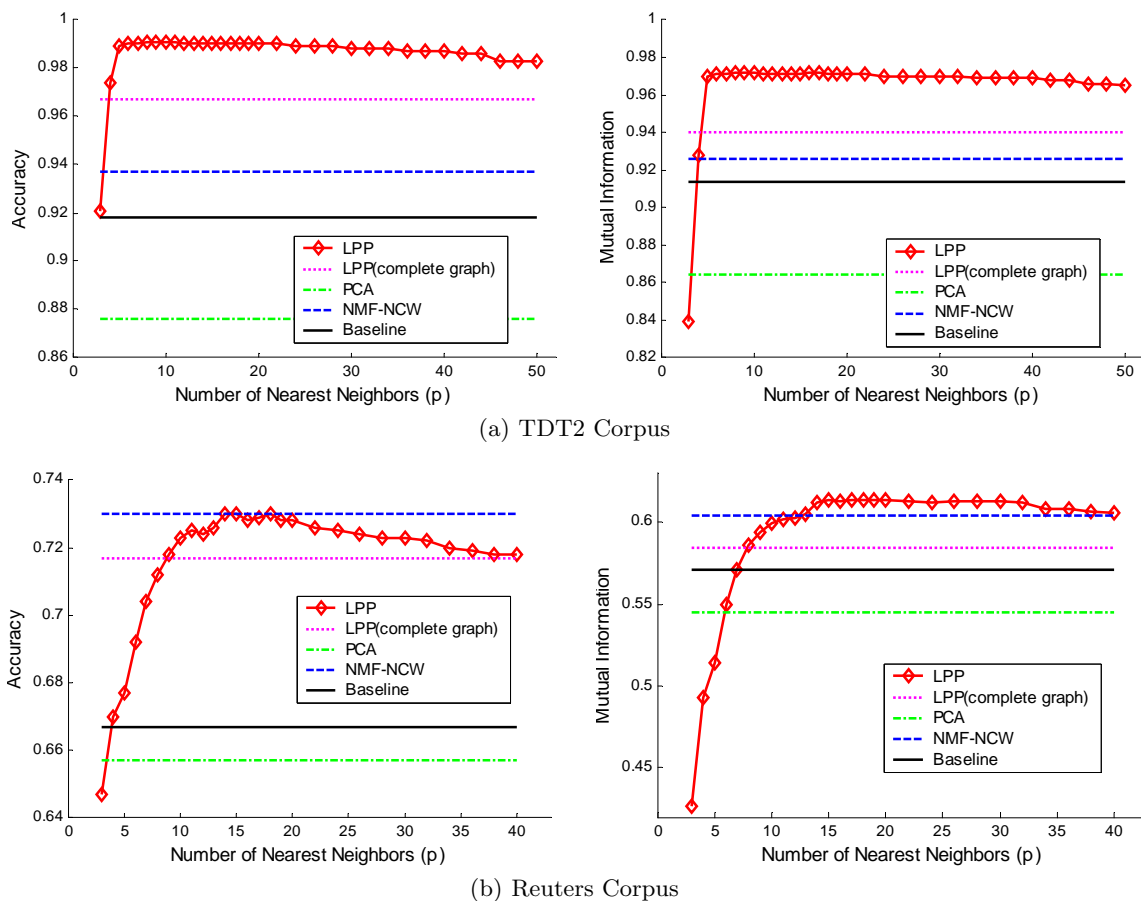 1
0.98
0.96
0.94
0.92
0.9
0.88
0.86
Accuracy
0 10 20 30 40 50
Number of Nearest Neighbors (p)
LPP
LPP(complete graph)
PCA
NMF-NCW
Baseline
1
0.98
0.96
0.94
0.92
0.9
0.88
0.86
0.84
0.82
Mutual Information
0 10 20 30 40 50
Number of Nearest Neighbors (p)
LPP
LPP(complete graph)
PCA
NMF-NCW
Baseline
(a) TDT2 Corpus
0.74
0.72
0.7
0.68
0.66
0.64
Accuracy
0 5 10 15 20 25 30 35 40
Number of Nearest Neighbors (p)
LPP
LPP(complete graph)
PCA
NMF-NCW
Baseline
0.6
0.55
0.5
0.45
Mutual Information
0 5 10 15 20 25 30 35 40
Number of Nearest Neighbors (p)
LPP
LPP(complete graph)
PCA
NMF-NCW
Baseline
(b) Reuters Corpus